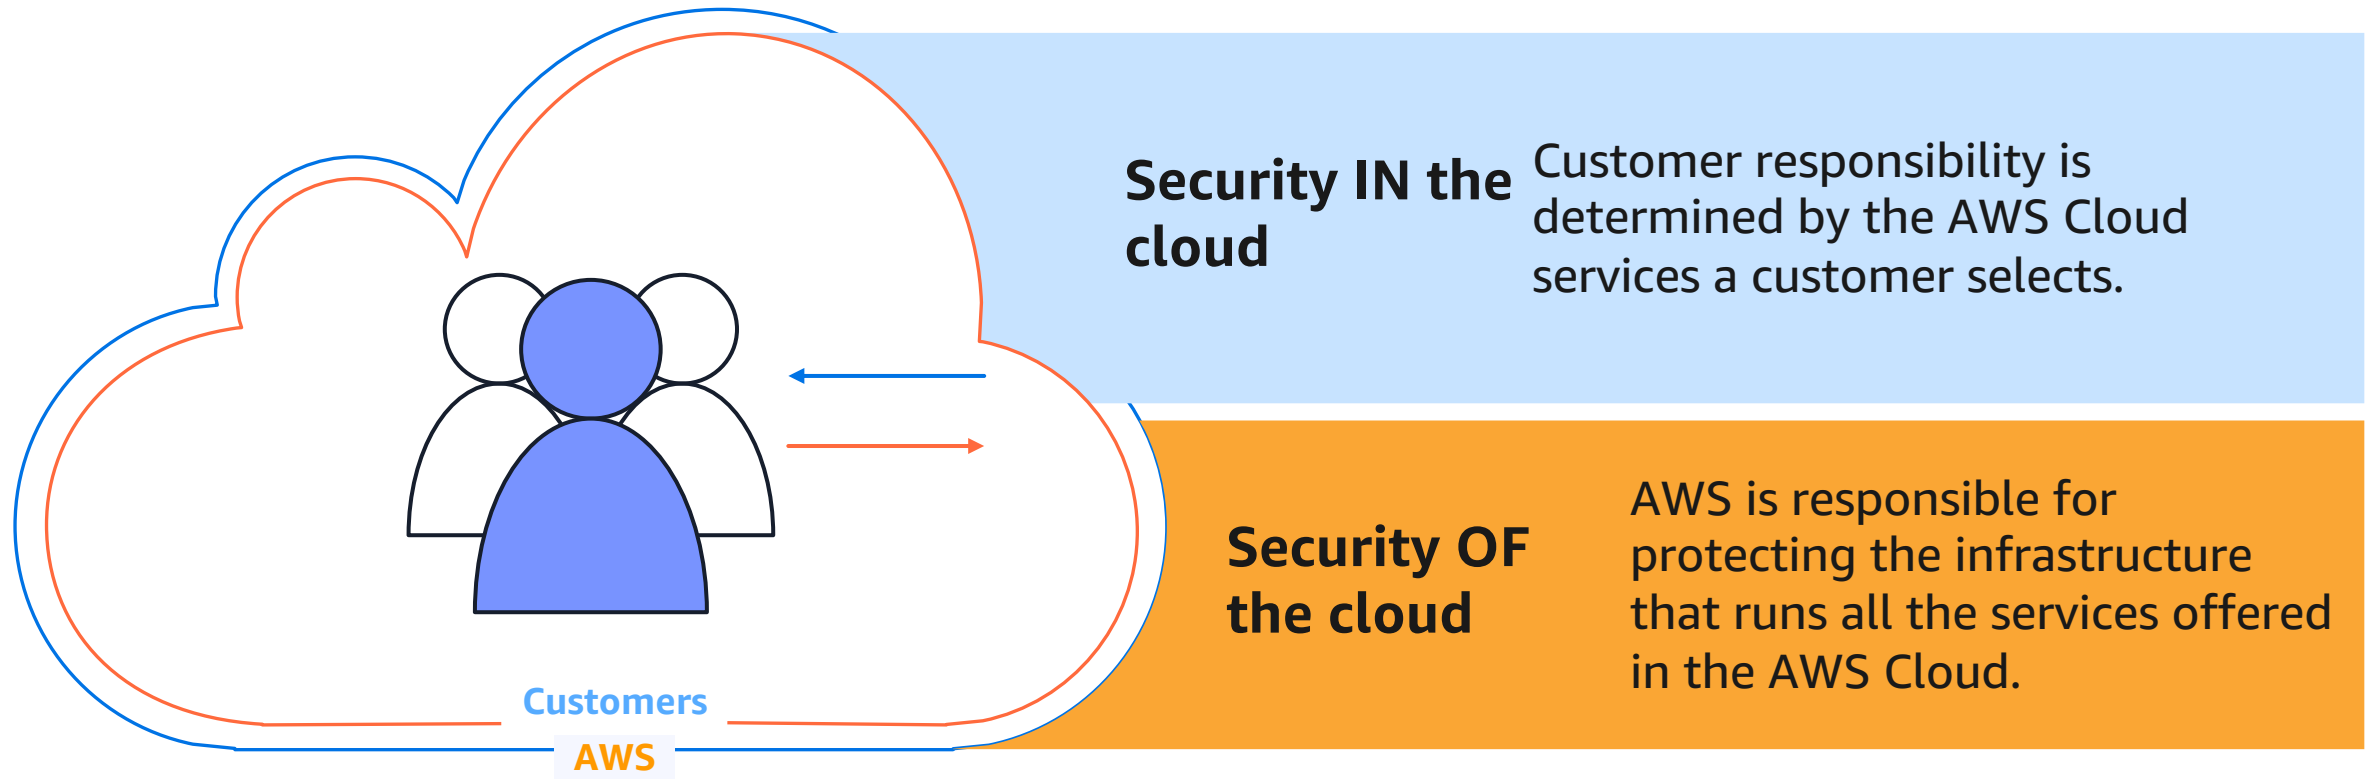 Security IN the
cloud
Customer responsibility is
determined by the AWS Cloud
services a customer selects.
Security OF
the cloud
AWS is responsible for
protecting the infrastructure
that runs all the services offered
in the AWS Cloud.
Customers
AWS